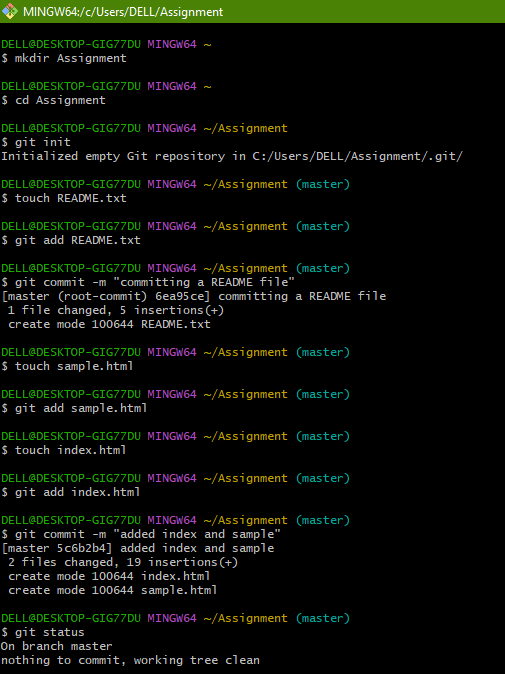 MINGW64:/c/Users/DELL/Assignment
DELL@DESKTOP-GIG77DU MINGW64 ~
$ mkdir Assignment
DELL@DESKTOP-GIG77DU MINGW64 ~
$ cd Assignment
DELL@DESKTOP-GIG77DU MINGW64 ~/Assignment
$ git init
Initialized empty Git repository in C:/Users/DELL/Assignment/.git/
DELL@DESKTOP-GIG77DU MINGW64 ~/Assignment (master)
$ touch README.txt
DELL@DESKTOP-GIG77DU MINGW64 ~/Assignment (master)
$ git add README.txt
DELL@DESKTOP-GIG77DU MINGW64 ~/Assignment (master)
$ git commit -m "committing a README file"
[master (root-commit) 6ea95ce] committing a README file
 1 file changed, 5 insertions(+)
 create mode 100644 README.txt
DELL@DESKTOP-GIG77DU MINGW64 ~/Assignment (master)
$ touch sample.html
DELL@DESKTOP-GIG77DU MINGW64 ~/Assignment (master)
$ git add sample.html
DELL@DESKTOP-GIG77DU MINGW64 ~/Assignment (master)
$ touch index.html
DELL@DESKTOP-GIG77DU MINGW64 ~/Assignment (master)
$ git add index.html
DELL@DESKTOP-GIG77DU MINGW64 ~/Assignment (master)
$ git commit -m "added index and sample"
[master 5c6b2b4] added index and sample
 2 files changed, 19 insertions(+)
 create mode 100644 index.html
 create mode 100644 sample.html
DELL@DESKTOP-GIG77DU MINGW64 ~/Assignment (master)
$ git status
On branch master
nothing to commit, working tree clean